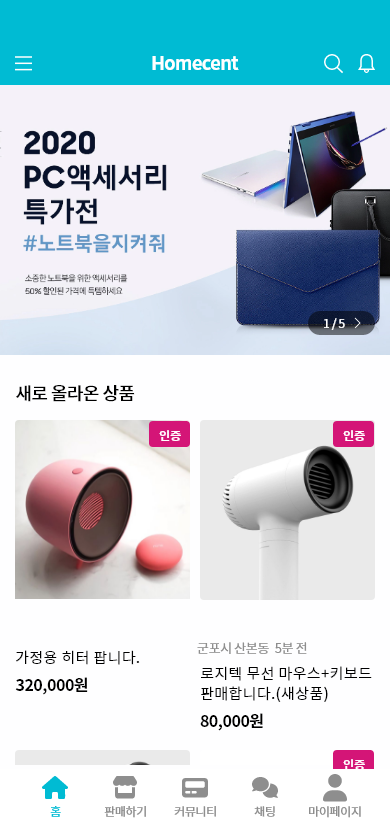 Homecent
2020
PC액세서리
특가전
#노트북을지켜줘
소중한 노트북을 위한 액세서리를
50% 할인된 가격에 득템하세요
1/5
새로 올라온 상품
인증
인증
군포시 산본동 5분 전
가정용 히터 팝니다.
320,000원
로지텍 무선 마우스+키보드
판매합니다.(새상품)
80,000원
인증
홈
판매하기
커뮤니티
채팅
마이페이지